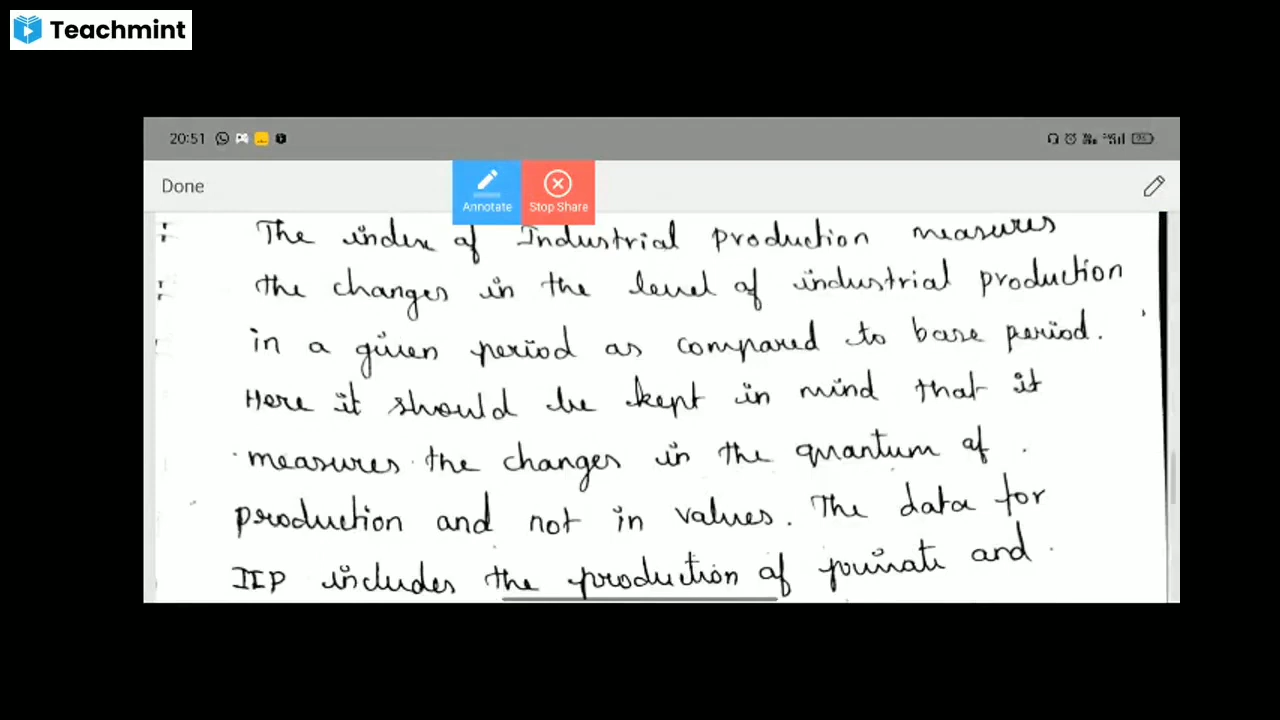 Teachmint
20:51
Done
Annotate
Stop Share
The index of Industrial production measures
the changes in the level of industrial production
in a given period as compared to base period.
Here it should be kept in mind that it
measures the changes in the quantum of
production and not in values. The data for
IIP includes the production of private and